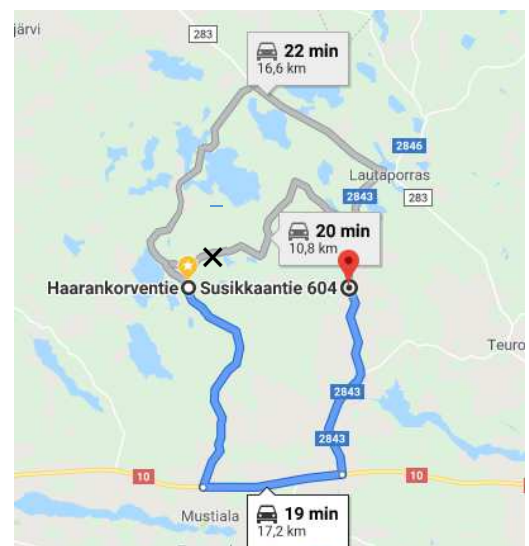 järvi
283
22 min
16,6 km
2846
Lautaporras
2843
283
20 min
10,8 km
Haarankorventie
Susikkaantie 604
Teuro
2843
2843
10
10
Mustiala
19 min
17,2 km